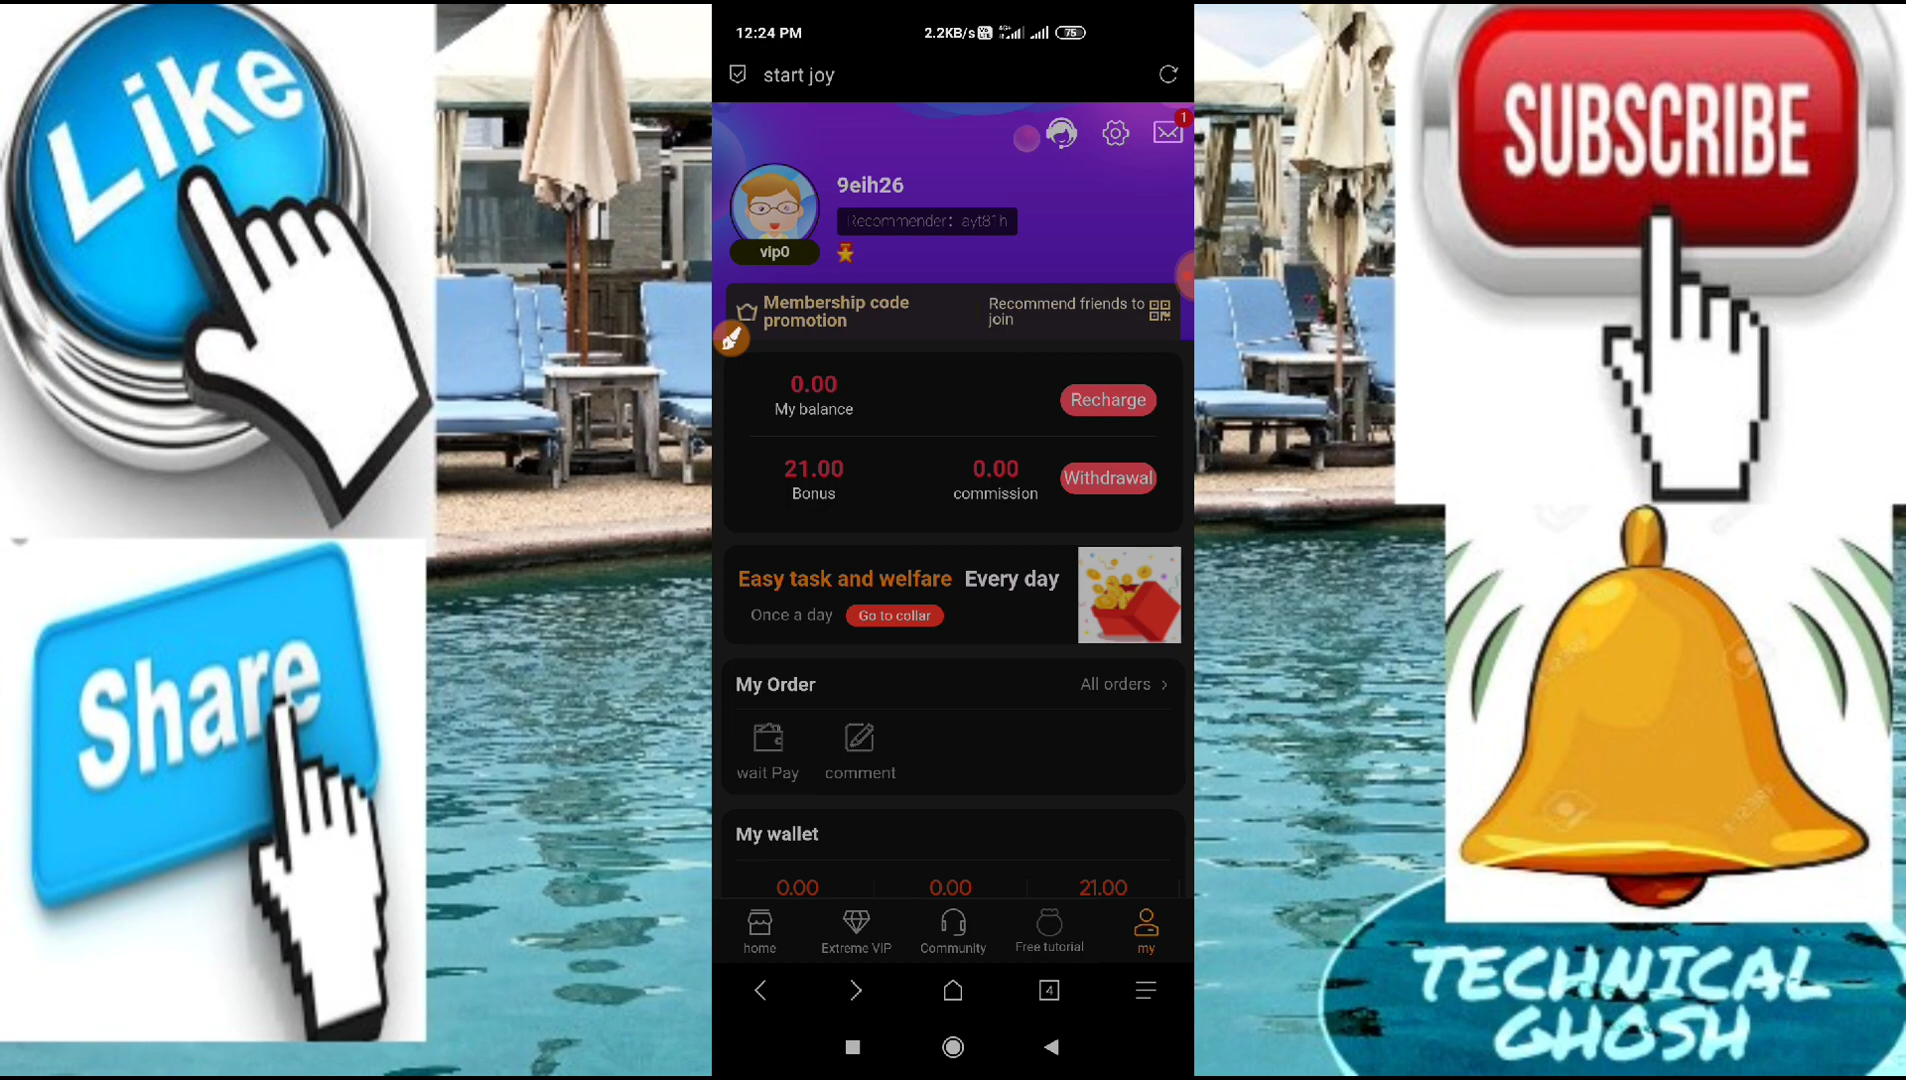 Like
Share
12:24 PM
2.2KB/s
75
start joy
1
9eih26
Recommender: ayt81h
vip0
Membership code
promotion
Recommend friends to
join
0.00
My balance
Recharge
21.00
Bonus
0.00
commission
Withdrawal
Easy task and welfare Every day
Once a day
Go to collar
My Order
All orders
wait Pay
comment
My wallet
0.00
0.00
21.00
home
Extreme VIP
Community
Free tutorial
my
4
SUBSCRIBE
TECHNICAL
GHOSH